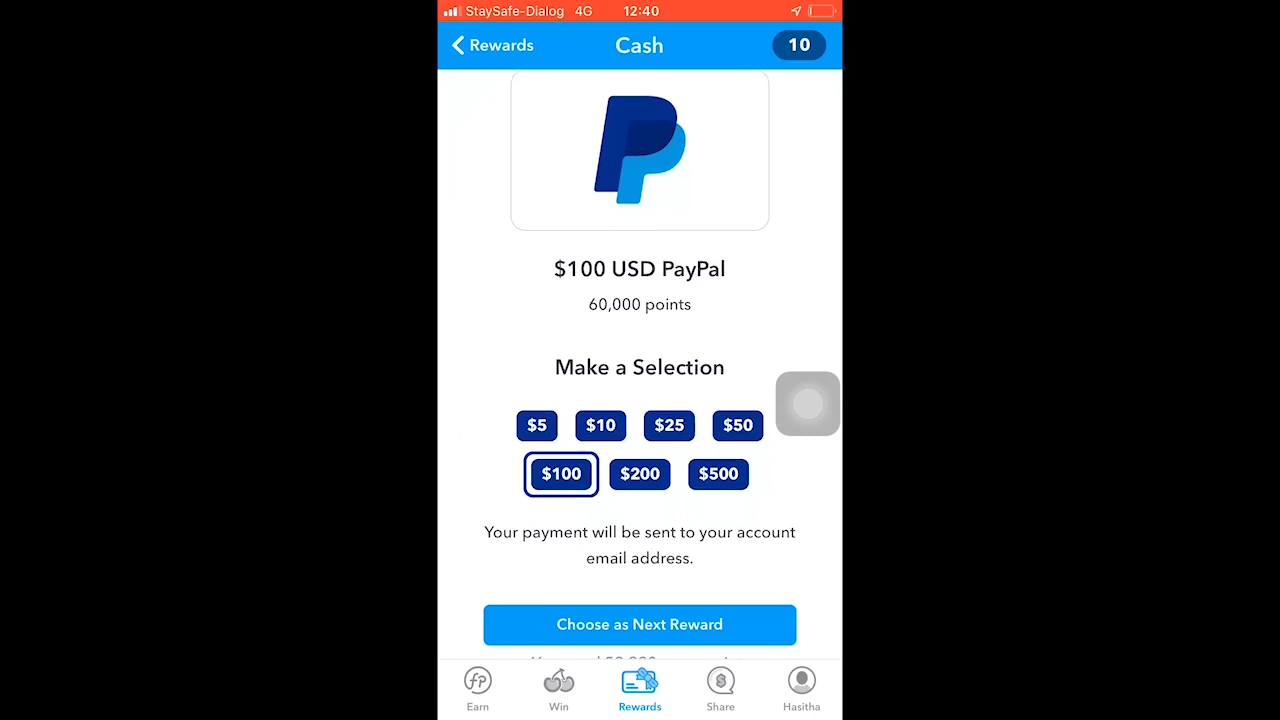 StaySafe-Dialog 4G 12:40
Rewards Cash 10
$100 USD PayPal
60,000 points
Make a Selection
$5 $10 $25 $50
$100 $200 $500
Your payment will be sent to your account
email address.
Choose as Next Reward
Earn Win Rewards Share Hasitha